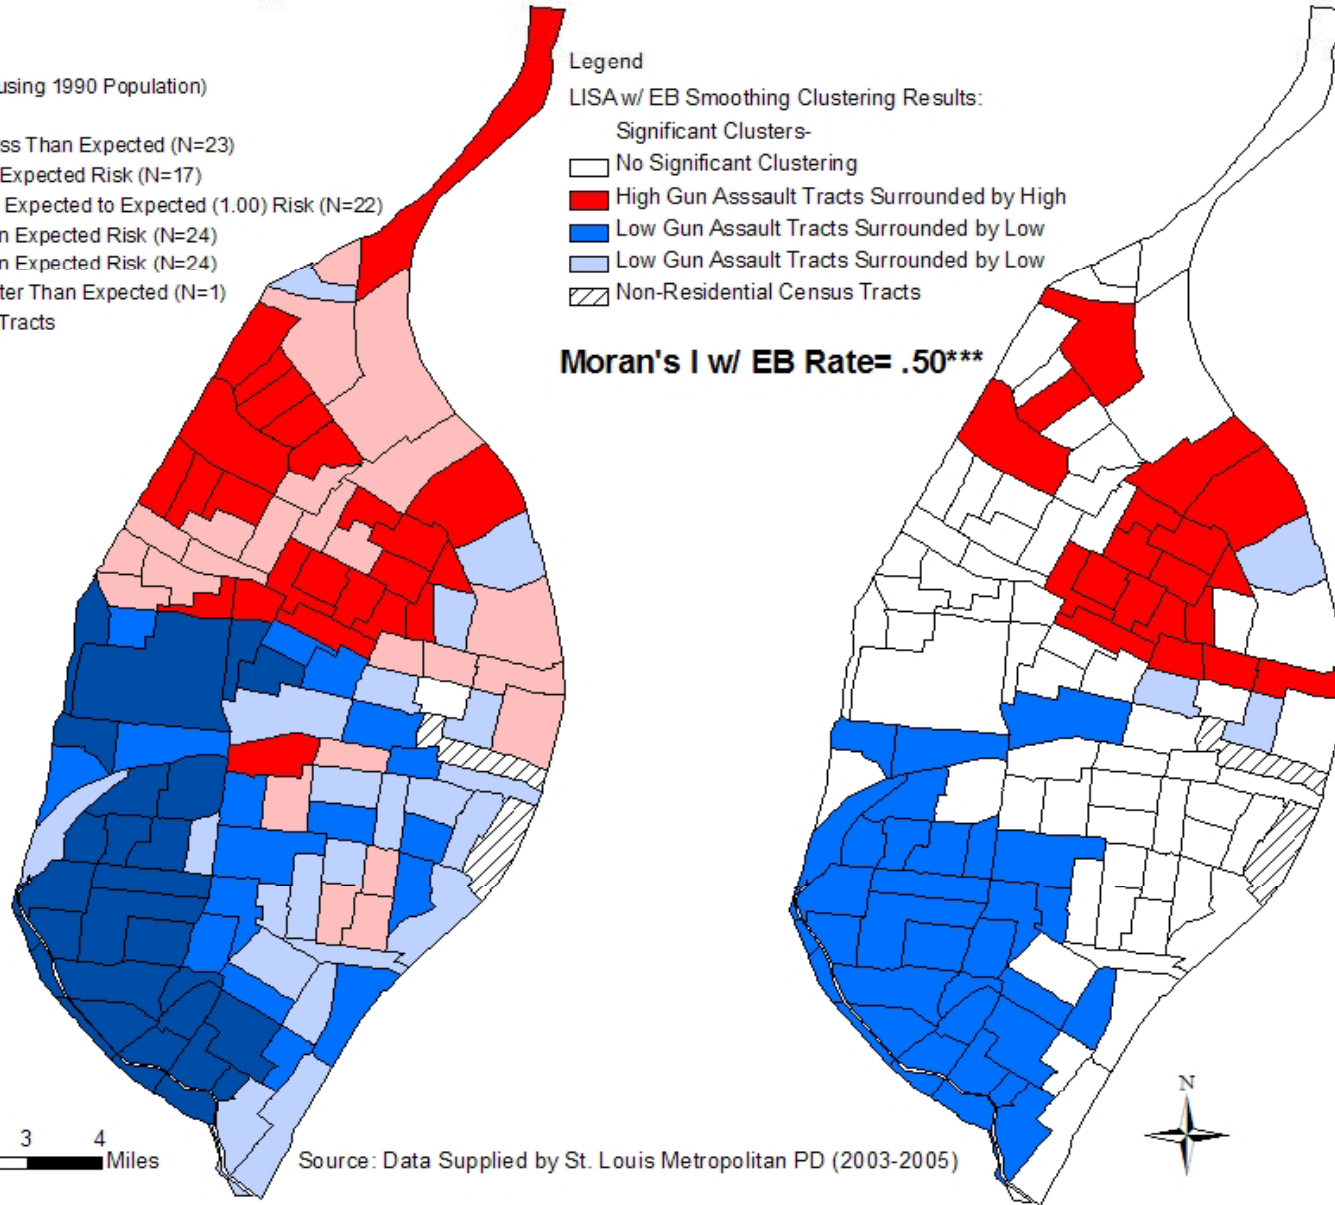 using 1990 Population)
ss Than Expected (N=23)
Expected Risk (N=17)
Expected to Expected (1.00) Risk (N=22)
n Expected Risk (N=24)
n Expected Risk (N=24)
ter Than Expected (N=1)
Tracts
Legend
LISA w/ EB Smoothing Clustering Results:
Significant Clusters-
No Significant Clustering
High Gun Asssault Tracts Surrounded by High
Low Gun Assault Tracts Surrounded by Low
Low Gun Assault Tracts Surrounded by Low
Non-Residential Census Tracts
Moran's I w/ EB Rate= .50***
N
3 4
Miles
Source: Data Supplied by St. Louis Metropolitan PD (2003-2005)